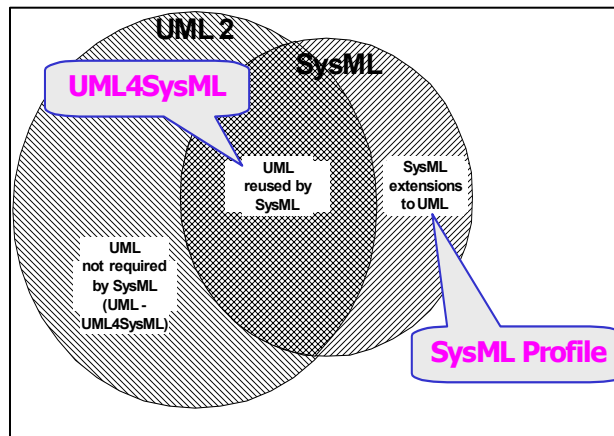 UML 2
SysML
UML4SysML
UML
reused by
SysML
SysML
extensions
to UML
UML
not required
by SysML
(UML -
UML4SysML)
SysML Profile